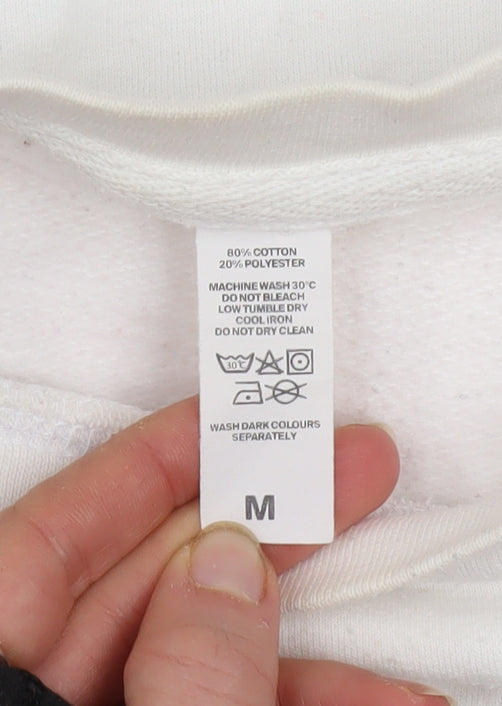 80% COTTON
20% POLYESTER
MACHINE WASH 30°C
DO NOT BLEACH
LOW TUMBLE DRY
COOL IRON
DO NOT DRY CLEAN
30°C
WASH DARK COLOURS
SEPARATELY
M